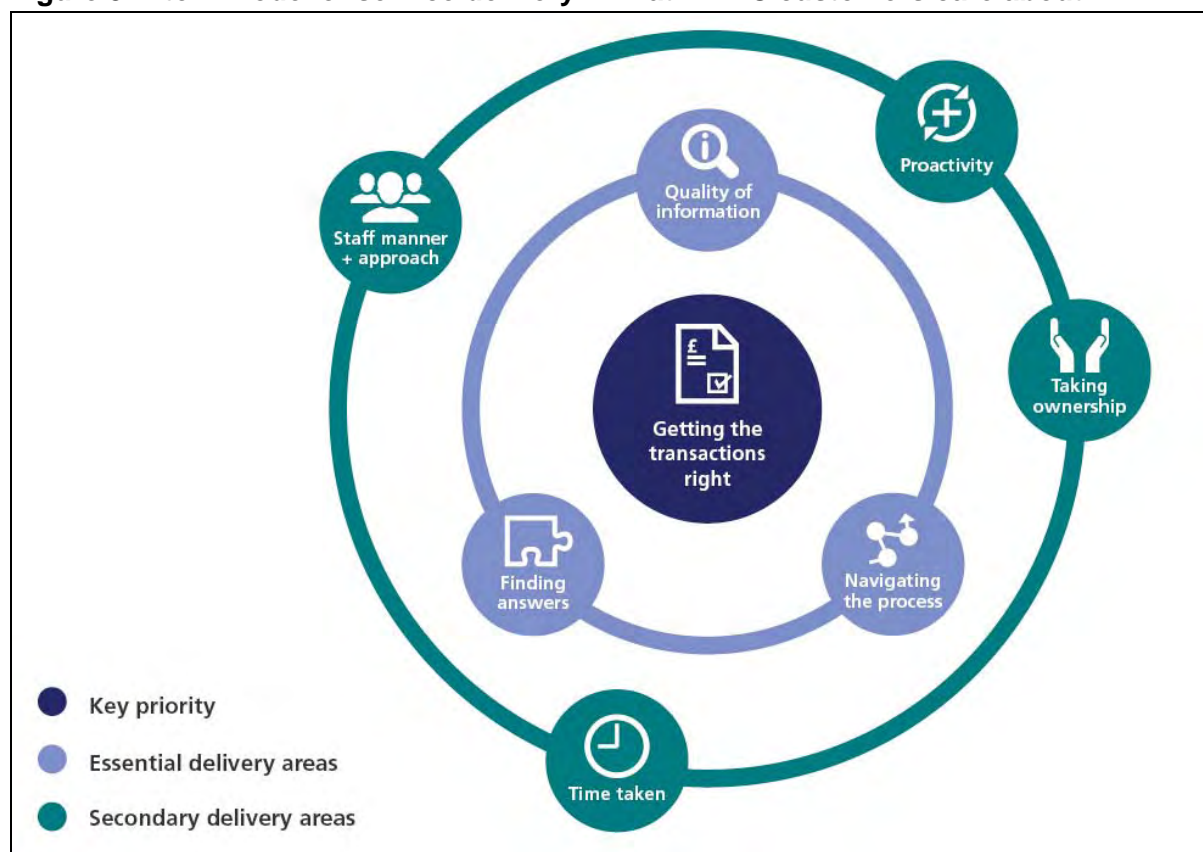 Proactivity
Quality of
information
Staff manner
+ approach
Taking
ownership
£
Getting the
transactions
right
Finding
answers
Navigating
the process
Time taken
Key priority
Essential delivery areas
Secondary delivery areas